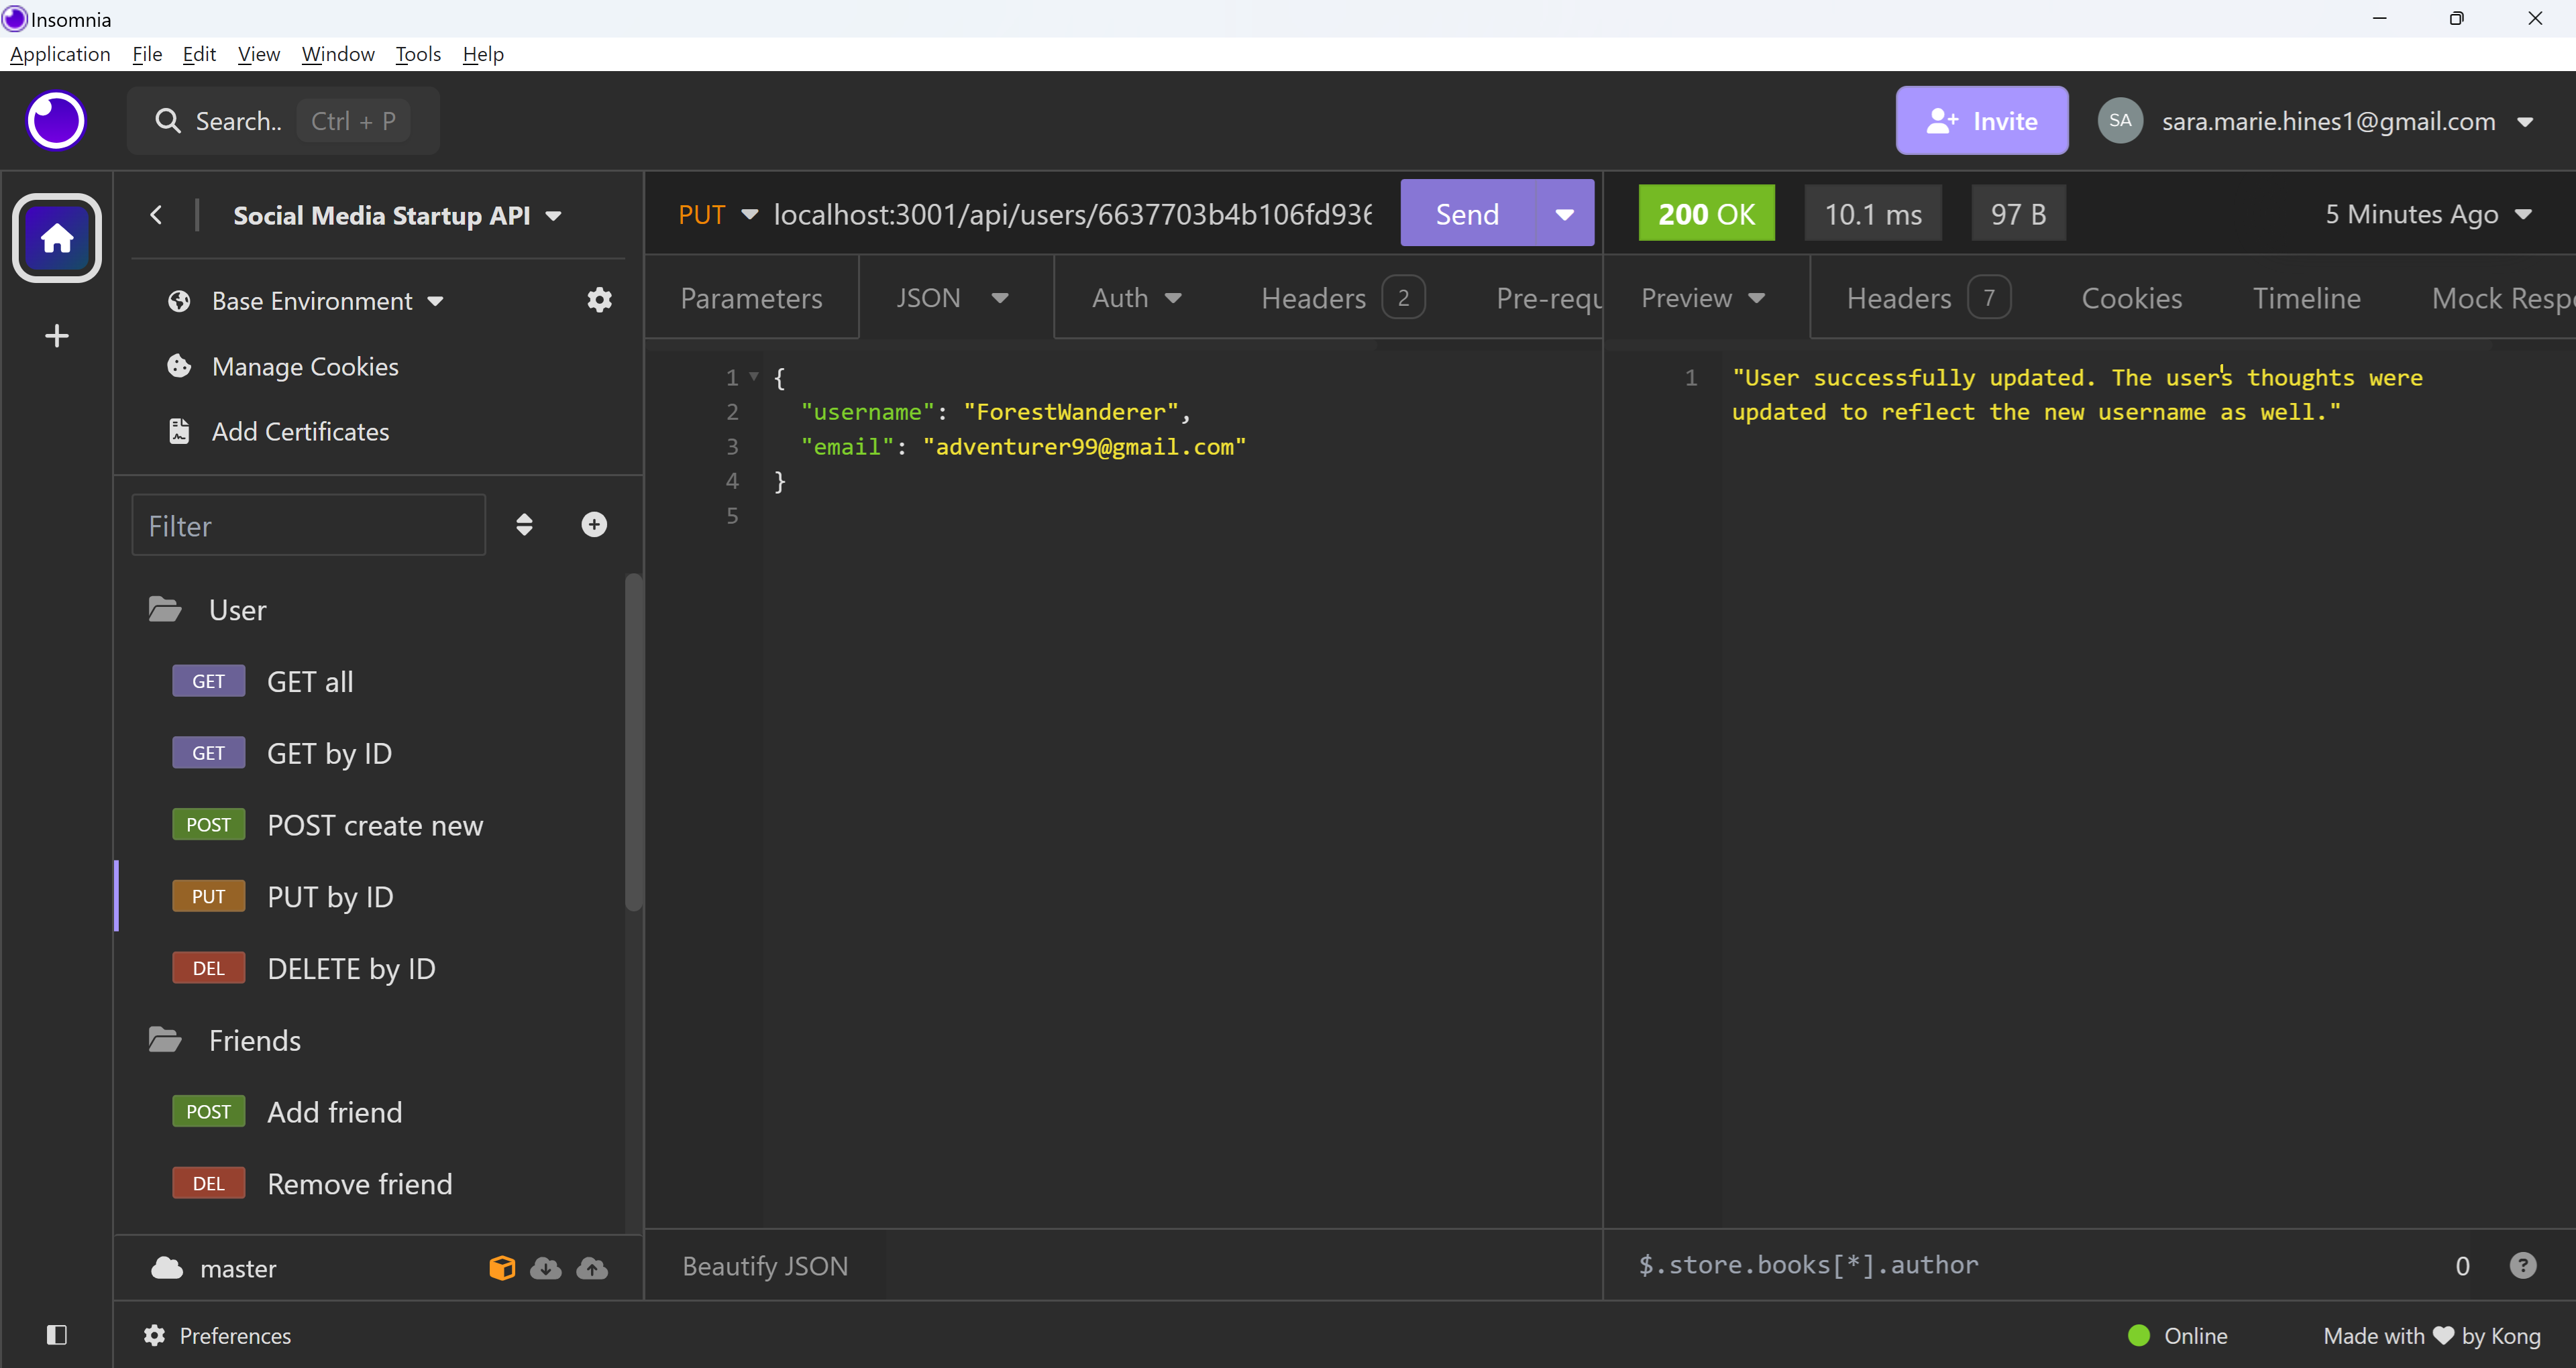 Insomnia
Application File Edit View Window Tools Help
Search.. Ctrl + P
Invite
SA sara.marie.hines1@gmail.com
Social Media Startup API
Base Environment
Manage Cookies
Add Certificates
Filter
User
GET GET all
GET GET by ID
POST POST create new
PUT PUT by ID
DEL DELETE by ID
Friends
POST Add friend
DEL Remove friend
master
PUT localhost:3001/api/users/6637703b4b106fd936 Send
Parameters JSON Auth Headers 2 Pre-requ
1 {
2 "username": "ForestWanderer",
3 "email": "adventurer99@gmail.com"
4 }
5
Beautify JSON
200 OK 10.1 ms 97 B 5 Minutes Ago
Preview Headers 7 Cookies Timeline Mock Resp
1 "User successfully updated. The user's thoughts were
updated to reflect the new username as well."
$.store.books[*].author 0 ?
Preferences
Online Made with ♥ by Kong